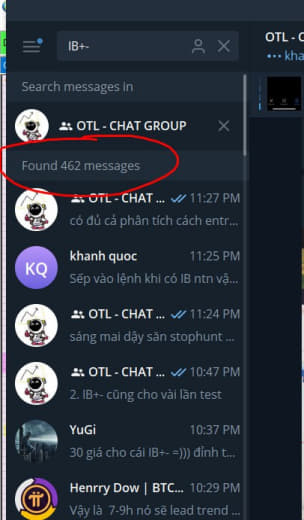 IB+-
OTL - C
Search messages in
kha
OTL - CHAT GROUP
Found 462 messages
OTL - CHAT ... 11:27 PM
có đủ cả phân tích cách entr...
KQ
khanh quoc 11:25 PM
Sếp vào lệnh khi có IB ntn vậ...
OTL - CHAT ... 11:24 PM
sáng mai dậy săn stophunt ...
OTL - CHAT ... 10:47 PM
2. IB+- cũng cho vài lần test
YuGi 10:37 PM
30 giá cho cái IB+- =))) đỉnh t...
Henrry Dow | BTC... 10:29 PM
Vậy là 7-9h nó sẽ lead trend ...